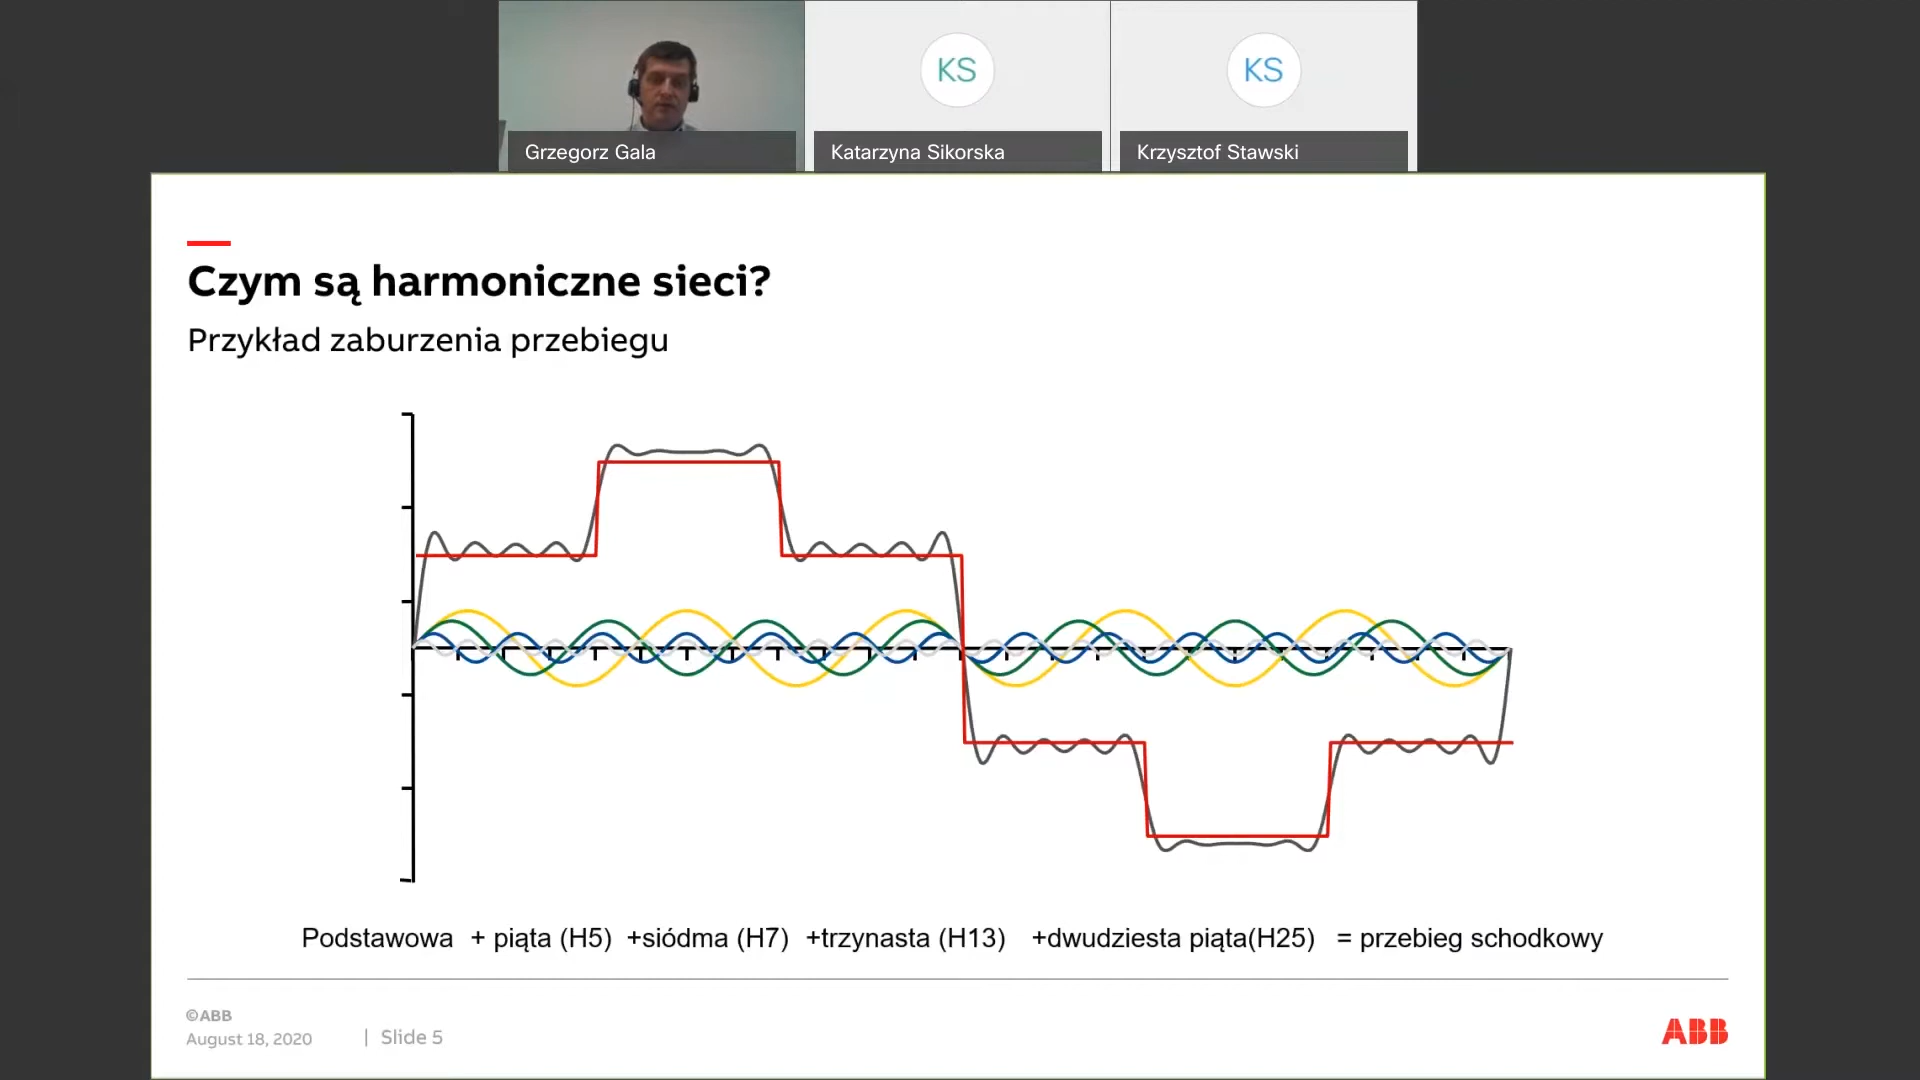 KS
KS
Grzegorz Gala
Katarzyna Sikorska
Krzysztof Stawski
Czym są harmoniczne sieci?
Przykład zaburzenia przebiegu
Podstawowa + piąta (H5) +siódma (H7) +trzynasta (H13) +dwudziesta piąta(H25) = przebieg schodkowy
©ABB
August 18, 2020 | Slide 5
ABB